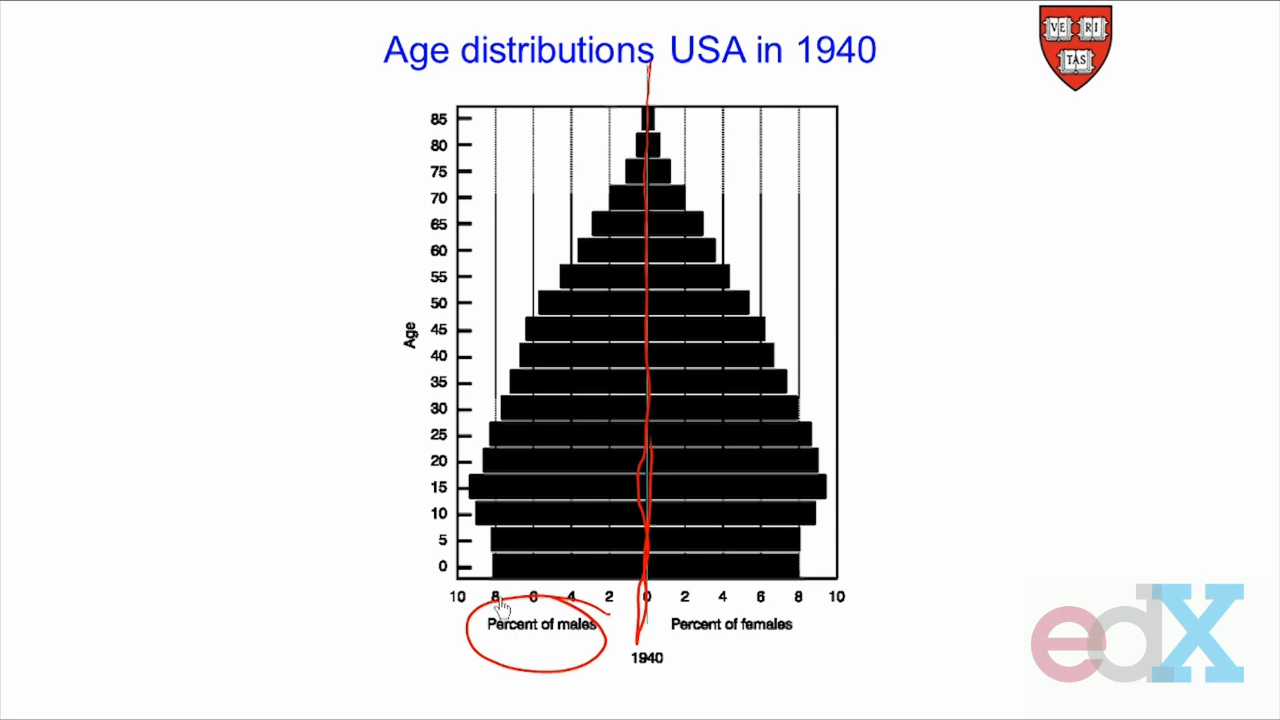 Age distributions USA in 1940
VE RI
TAS
85
80
75
70
65
60
55
50
45
40
35
30
25
20
15
10
5
0
Age
10 8 6 4 2 0 2 4 6 8 10
Percent of males Percent of females
1940
edX